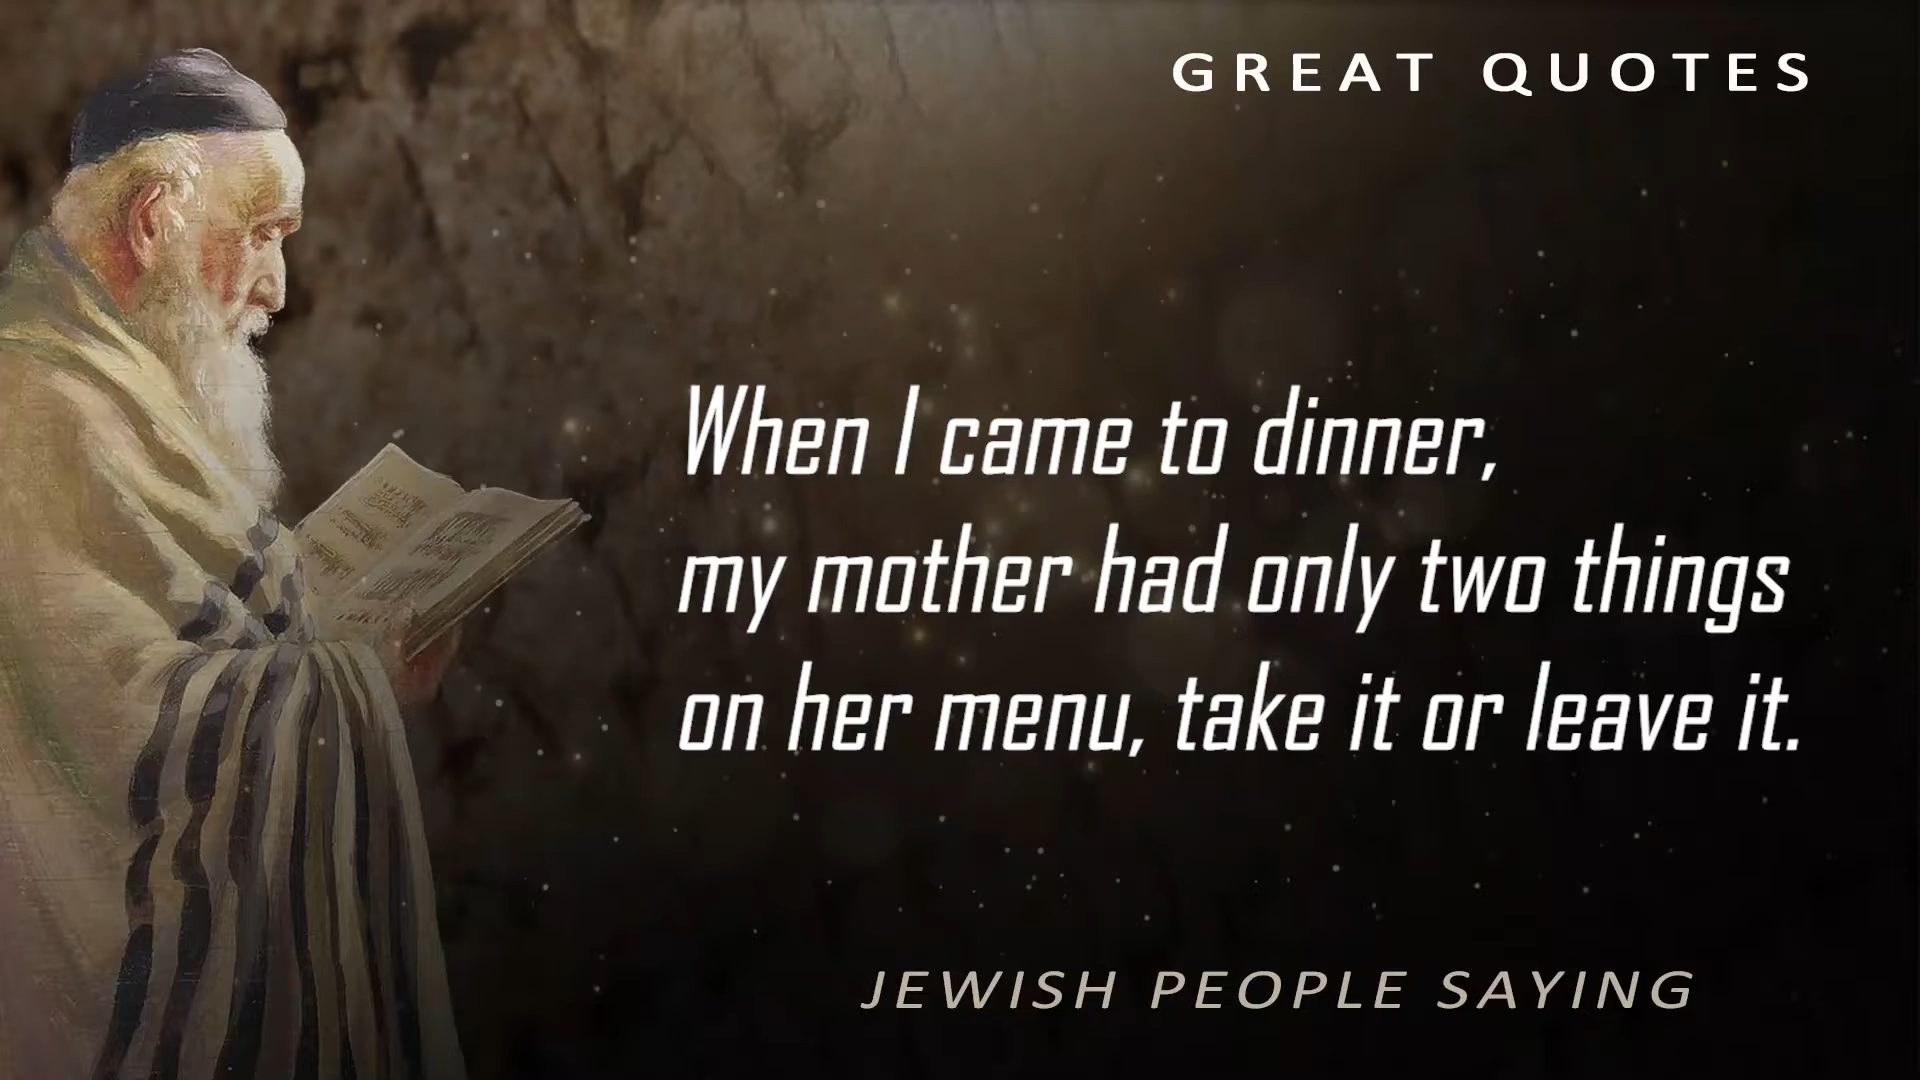 GREAT QUOTES
When I came to dinner,
my mother had only two things
on her menu, take it or leave it.
JEWISH PEOPLE SAYING